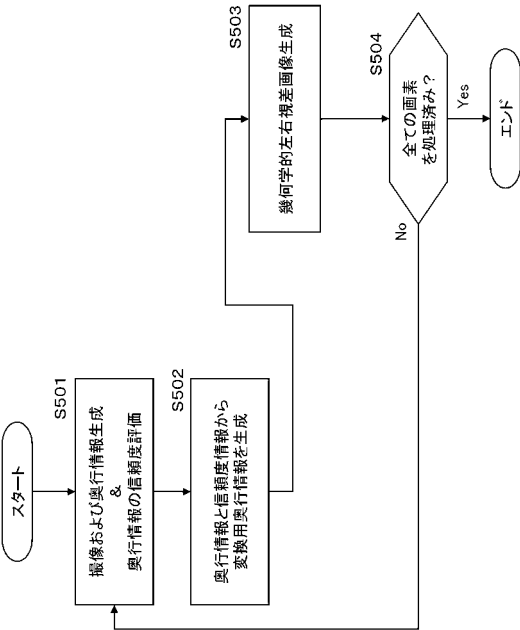 スタート
S501
撮像および奥行情報生成
&
奥行情報の信頼度評価
S502
奥行情報と信頼度情報から
変換用奥行情報を生成
S503
幾何学的左右視差画像生成
S504
全ての画素
を処理済み?
No
Yes
エンド